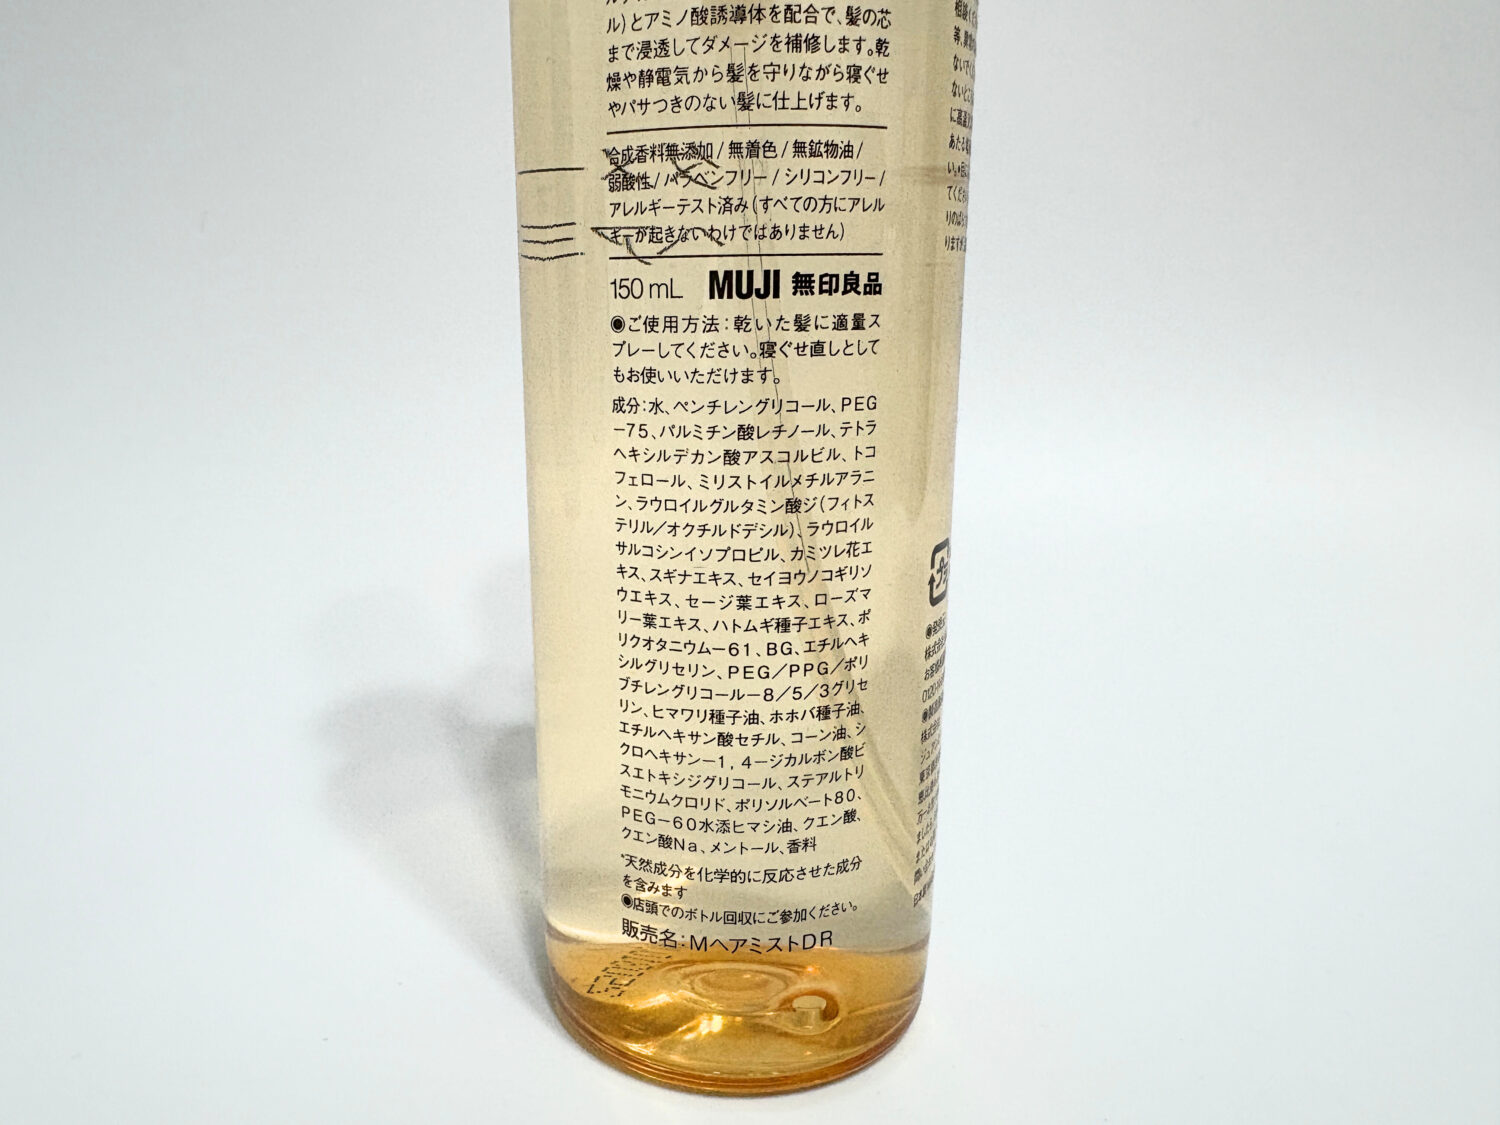 ル)とアミノ酸誘導体を配合で、髪の芯
まで浸透してダメージを補修します。乾
燥や静電気から髪を守りながら寝ぐせ
やパサつきのない髪に仕上げます。
合成香料無添加/無着色/無鉱物油/
弱酸性/パラベンフリー/シリコンフリー/
アレルギーテスト済み(すべての方にアレル
ギーが起きないわけではありません)
150mL MUJI 無印良品
◉ご使用方法:乾いた髪に適量ス
プレーしてください。寝ぐせ直しとして
もお使いいただけます。
成分:水、ペンチレングリコール、PEG
-75、パルミチン酸レチノール、テトラ
ヘキシルデカン酸アスコルビル、トコ
フェロール、ミリストイルメチルアラニ
ン、ラウロイルグルタミン酸ジ(フィトス
テリル/オクチルドデシル)、ラウロイル
サルコシンイソプロピル、カミツレ花エ
キス、スギナエキス、セイヨウノコギリソ
ウエキス、セージ葉エキス、ローズマ
リー葉エキス、ハトムギ種子エキス、ポ
リクオタニウム-61、BG、エチルヘキ
シルグリセリン、PEG/PPG/ポリ
ブチレングリコール-8/5/3グリセ
リン、ヒマワリ種子油、ホホバ種子油、
エチルヘキサン酸セチル、コーン油、シ
クロヘキサン-1,4-ジカルボン酸ビ
スエトキシジグリコール、ステアルトリ
モニウムクロリド、ポリソルベート80、
PEG-60水添ヒマシ油、クエン酸、
クエン酸Na、メントール、香料
*天然成分を化学的に反応させた成分
を含みます
◉店頭でのボトル回収にご参加ください。
販売名:MヘアミストDR
プラ
株式会社
0120